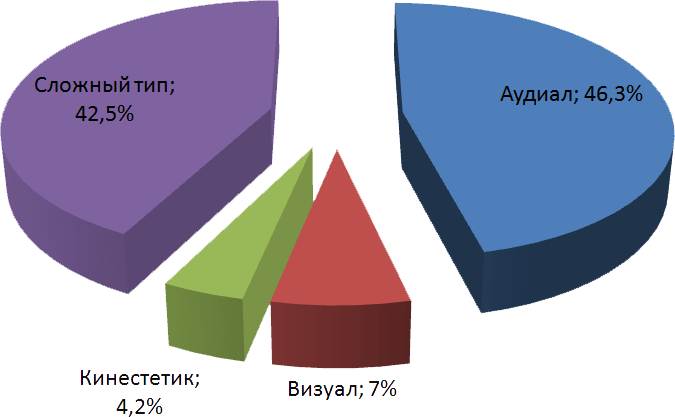 Сложный тип;
42,5%
Аудиал; 46,3%
Кинестетик;
4,2%
Визуал; 7%